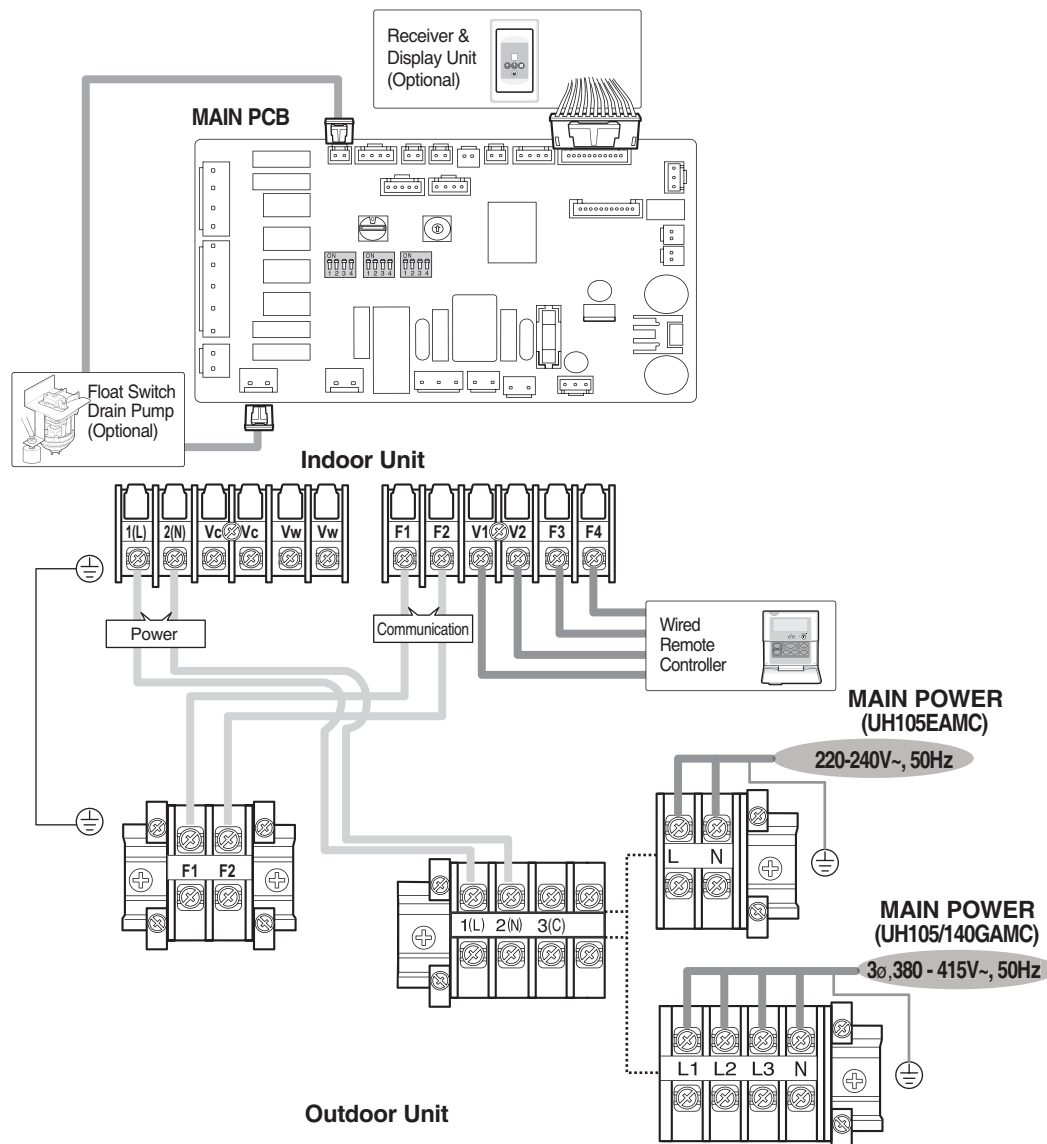 Receiver &
Display Unit
(Optional)
MAIN PCB
ON
1 2 3 4
ON
1 2 3 4
ON
1 2 3 4
Float Switch
Drain Pump
(Optional)
Indoor Unit
1(L) 2(N) Vc Vc Vw Vw
F1 F2 V1 V2 F3 F4
Power
Communication
Wired
Remote
Controller
MAIN POWER
(UH105EAMC)
220-240V~, 50Hz
L N
F1 F2
1(L) 2(N) 3(C)
MAIN POWER
(UH105/140GAMC)
3ø,380 - 415V~, 50Hz
L1 L2 L3 N
Outdoor Unit